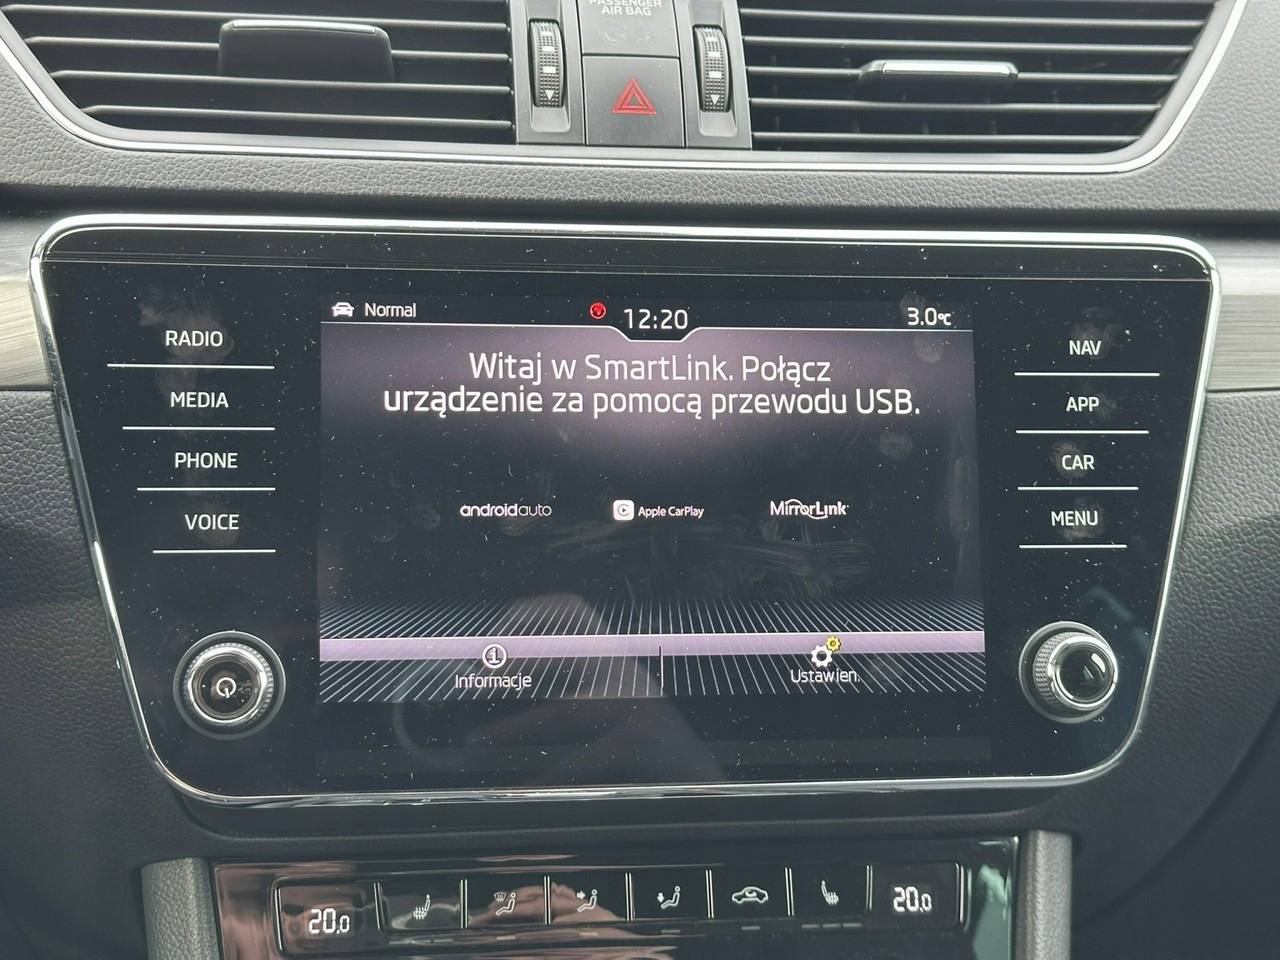 PASSENGER
AIR BAG
RADIO
MEDIA
PHONE
VOICE
Normal
12:20
3.0°C
Witaj w SmartLink. Połącz
urządzenie za pomocą przewodu USB.
androidauto
Apple CarPlay
MirrorLink
Informacje
Ustawien.
NAV
APP
CAR
MENU
20,0
20,0